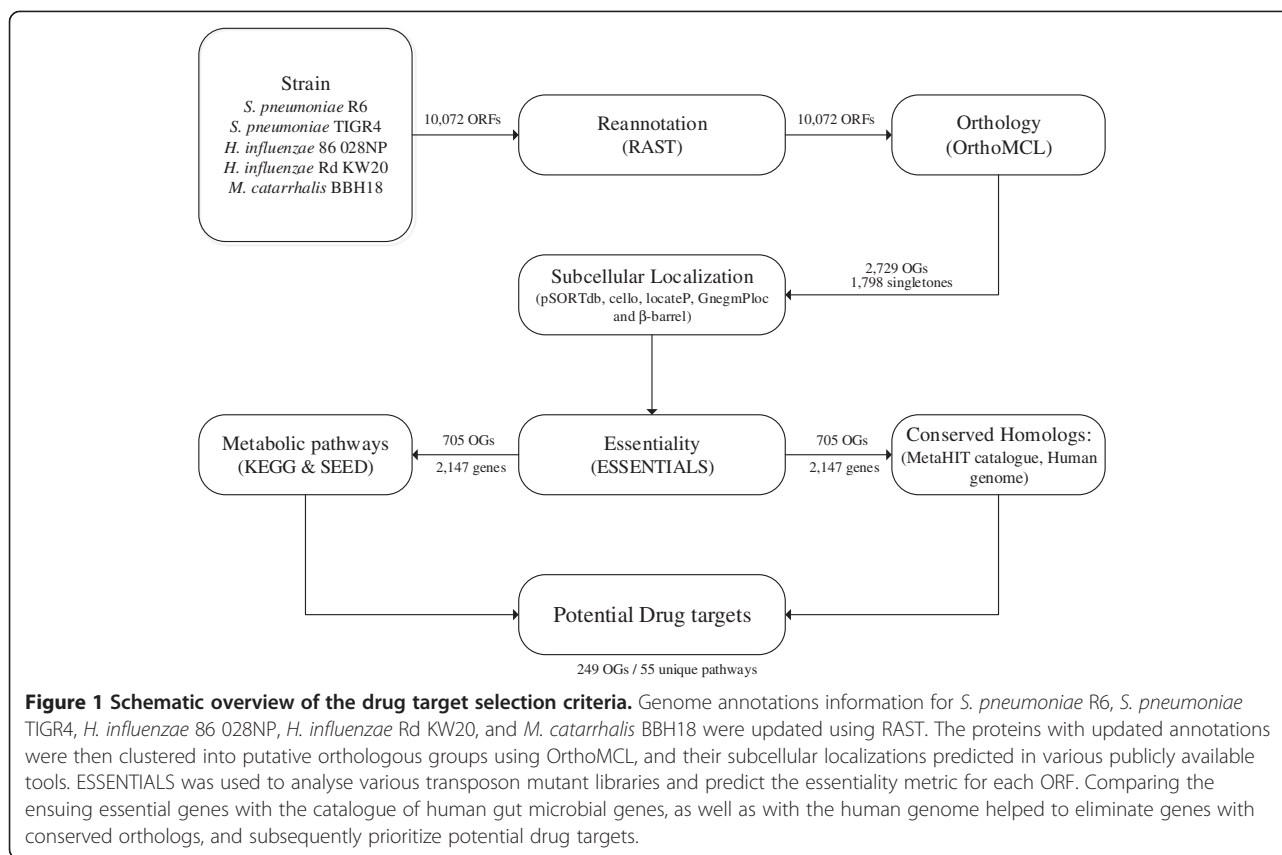 Strain
S. pneumoniae R6
S. pneumoniae TIGR4
H. influenzae 86 028NP
H. influenzae Rd KW20
M. catarrhalis BBH18
10,072 ORFs
Reannotation
(RAST)
10,072 ORFs
Orthology
(OrthoMCL)
2,729 OGs
1,798 singletones
Subcellular Localization
(pSORTdb, cello, locateP, GnegmPloc
and β-barrel)
Metabolic pathways
(KEGG & SEED)
705 OGs
2,147 genes
Essentiality
(ESSENTIALS)
705 OGs
2,147 genes
Conserved Homologs:
(MetaHIT catalogue, Human
genome)
Potential Drug targets
249 OGs / 55 unique pathways
Figure 1 Schematic overview of the drug target selection criteria. Genome annotations information for S. pneumoniae R6, S. pneumoniae
TIGR4, H. influenzae 86 028NP, H. influenzae Rd KW20, and M. catarrhalis BBH18 were updated using RAST. The proteins with updated annotations
were then clustered into putative orthologous groups using OrthoMCL, and their subcellular localizations predicted in various publicly available
tools. ESSENTIALS was used to analyse various transposon mutant libraries and predict the essentiality metric for each ORF. Comparing the
ensuing essential genes with the catalogue of human gut microbial genes, as well as with the human genome helped to eliminate genes with
conserved orthologs, and subsequently prioritize potential drug targets.